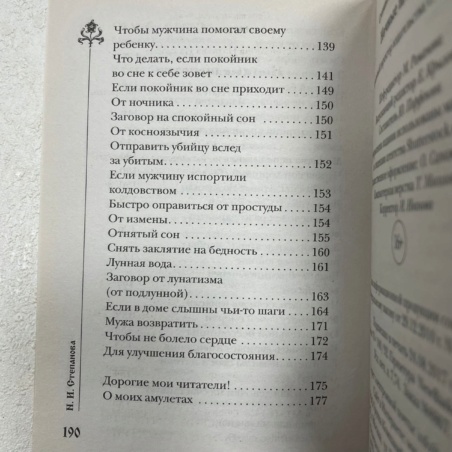 Чтобы мужчина помогал своему
ребенку. . . . . . . . . . . . . . . . . . . . . . . 139
Что делать, если покойник
во сне к себе зовет . . . . . . . . . . . . . . 141
Если покойник во сне приходит . . . . 149
От ночника . . . . . . . . . . . . . . . . . . . . 150
Заговор на спокойный сон . . . . . . . . 150
От косноязычия . . . . . . . . . . . . . . . . 151
Отправить убийцу вслед
за убитым. . . . . . . . . . . . . . . . . . . . . 152
Если мужчину испортили
колдовством . . . . . . . . . . . . . . . . . . 153
Быстро оправиться от простуды . . . . 154
От измены. . . . . . . . . . . . . . . . . . . . . 154
Отнятый сон . . . . . . . . . . . . . . . . . . 155
Снять заклятие на бедность . . . . . . . 160
Лунная вода. . . . . . . . . . . . . . . . . . . . 161
Заговор от лунатизма
(от подлунной). . . . . . . . . . . . . . . . . 163
Если в доме слышны чьи-то шаги . . . 164
Мужа возвратить . . . . . . . . . . . . . . . 171
Чтобы не болело сердце . . . . . . . . . . 172
Для улучшения благосостояния. . . . . 174
Дорогие мои читатели! . . . . . . . . . . . 175
О моих амулетах . . . . . . . . . . . . . . . 177
Н. И. Степанова
190